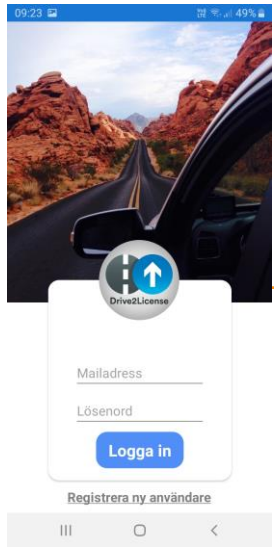 09:23
49%
Drive2License
Mailadress
Lösenord
Logga in
Registrera ny användare